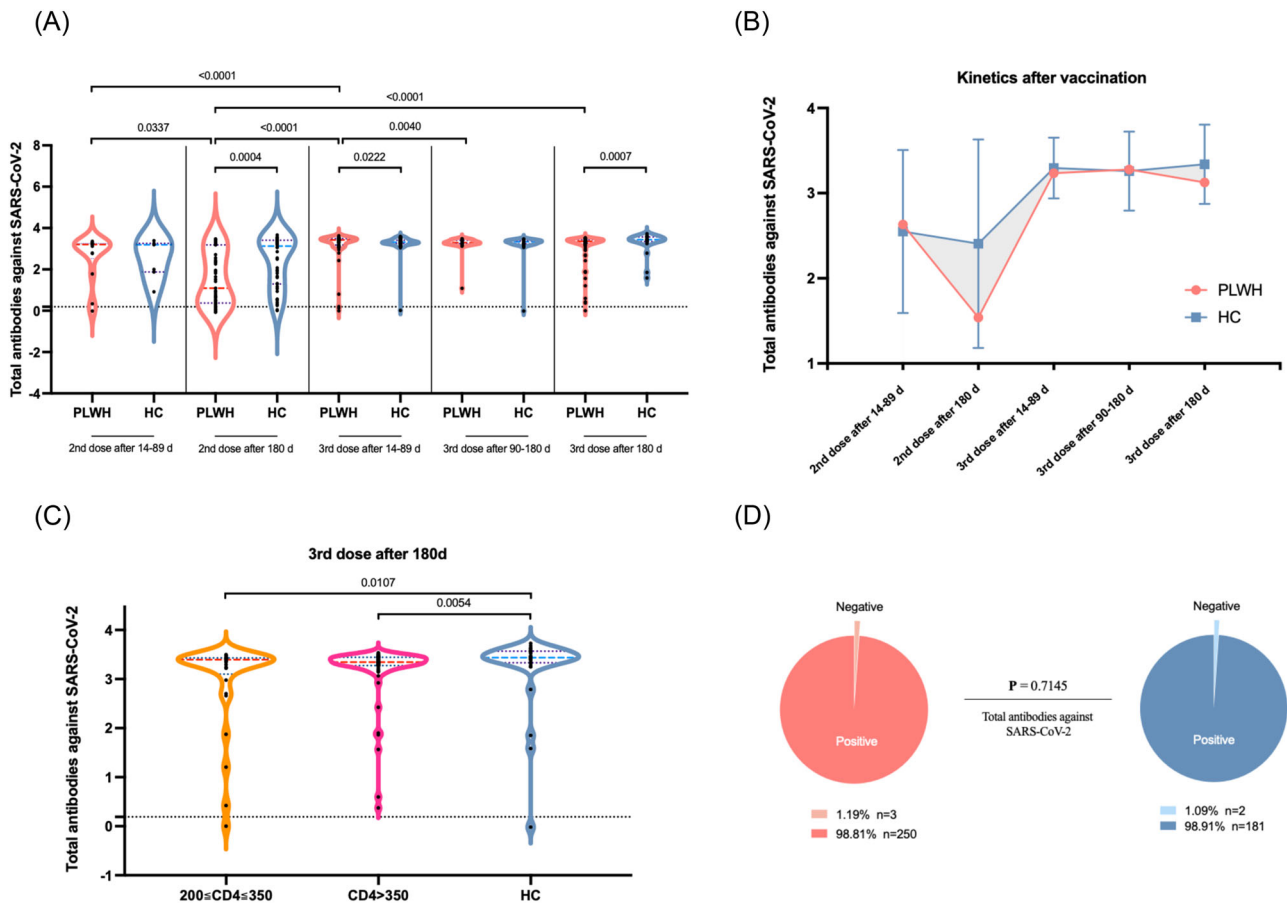 (A)
<0.0001
<0.0001
0.0337
<0.0001
0.0040
0.0004
0.0222
0.0007
Total antibodies against SARS-CoV-2
8
6
4
2
0
-2
-4
PLWH HC PLWH HC PLWH HC PLWH HC PLWH HC
2nd dose after 14-89 d 2nd dose after 180 d 3rd dose after 14-89 d 3rd dose after 90-180 d 3rd dose after 180 d
(B)
Kinetics after vaccination
Total antibodies against SARS-CoV-2
4
3
2
1
PLWH
HC
2nd dose after 14-89 d
2nd dose after 180 d
3rd dose after 14-89 d
3rd dose after 90-180 d
3rd dose after 180 d
(C)
3rd dose after 180d
0.0107
0.0054
Total antibodies against SARS-CoV-2
4
3
2
1
0
-1
200≦CD4≦350 CD4>350 HC
(D)
Negative
Positive
1.19% n=3
98.81% n=250
P = 0.7145
Total antibodies against
SARS-CoV-2
Negative
Positive
1.09% n=2
98.91% n=181